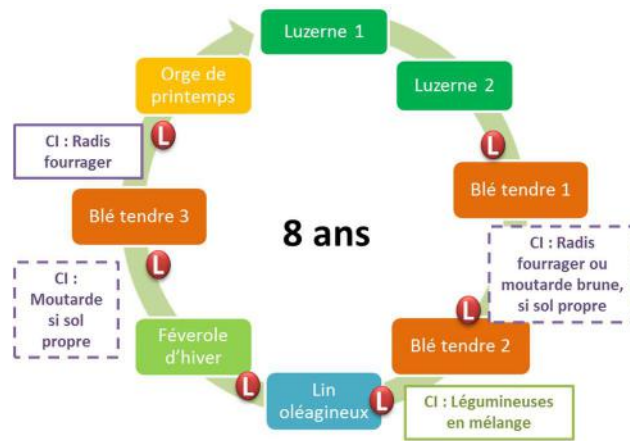 Luzerne 1
Luzerne 2
L
Blé tendre 1
CI : Radis
fourrager ou
moutarde brune,
si sol propre
L
Blé tendre 2
CI : Légumineuses
en mélange
L
Lin
oléagineux
L
Féverole
d'hiver
CI :
Moutarde
si sol
propre
L
Blé tendre 3
CI : Radis
fourrager
L
Orge de
printemps
8 ans